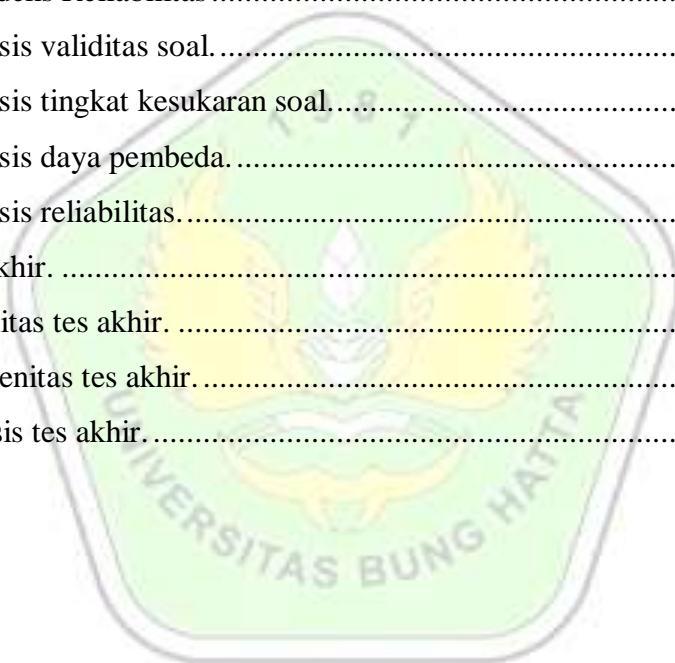 sis validitas soal. ...............................................................
sis tingkat kesukaran soal. ...............................................................
sis daya pembeda. ...............................................................
sis reliabilitas. ...............................................................
khir. ...............................................................
itas tes akhir. ...............................................................
enitas tes akhir. ...............................................................
sis tes akhir. ...............................................................
1981
UNIVERSITAS BUNG HATTA